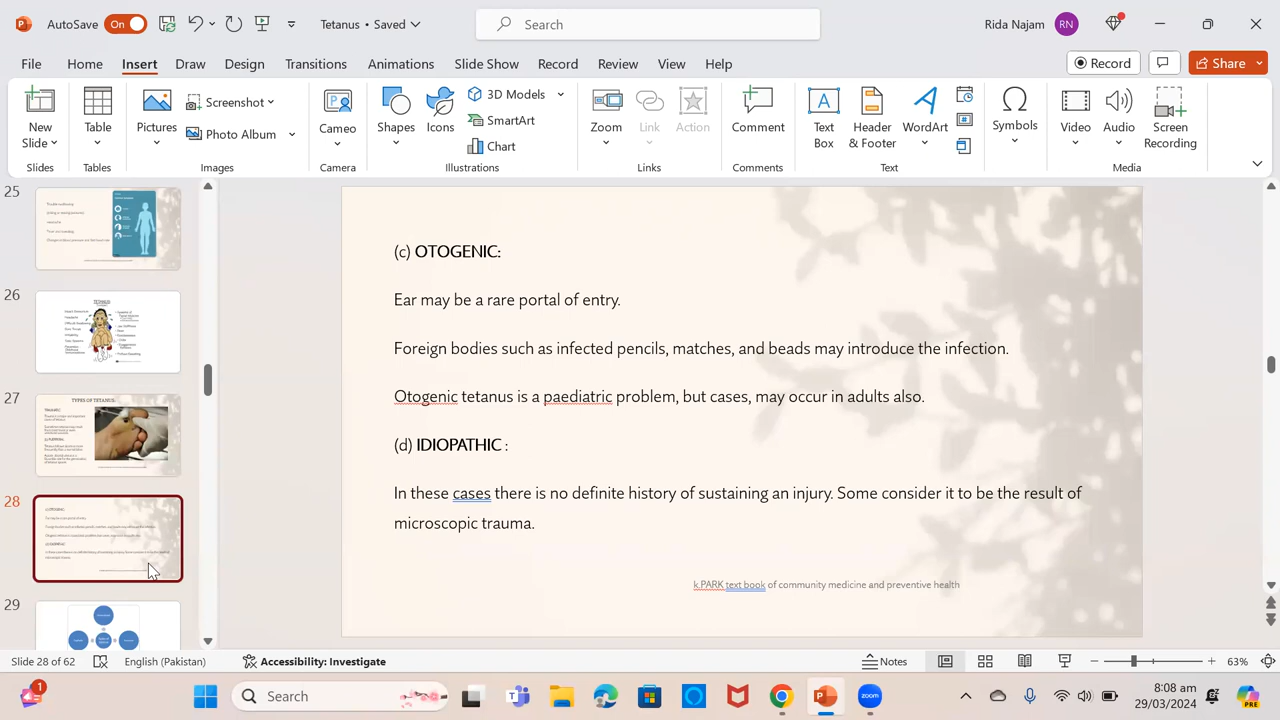 AutoSave On Tetanus • Saved Search Rida Najam RN
File Home Insert Draw Design Transitions Animations Slide Show Record Review View Help Record Share
New Slide Table Pictures Screenshot Photo Album Cameo Shapes Icons 3D Models SmartArt Chart Zoom Link Action Comment Text Box Header & Footer WordArt Symbols Video Audio Screen Recording
Slides Tables Images Camera Illustrations Links Comments Text Media
25
26
TETANUS
27
TYPES OF TETANUS
28
29
(c) OTOGENIC:
Ear may be a rare portal of entry.
Foreign bodies such as infected pencils, matches, and beads may introduce the infection.
Otogenic tetanus is a paediatric problem, but cases, may occur in adults also.
(d) IDIOPATHIC :
In these cases there is no definite history of sustaining an injury. Some consider it to be the result of
microscopic trauma.
k.PARK text book of community medicine and preventive health
Slide 28 of 62 English (Pakistan) Accessibility: Investigate Notes 63%
1 Search zoom 8:08 am
29/03/2024 PRE